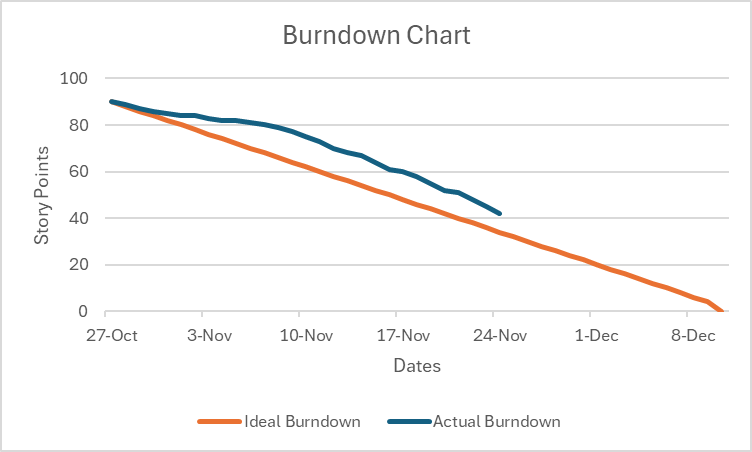 Burndown Chart
100
80
60
40
20
0
Story Points
27-Oct 3-Nov 10-Nov 17-Nov 24-Nov 1-Dec 8-Dec
Dates
Ideal Burndown Actual Burndown